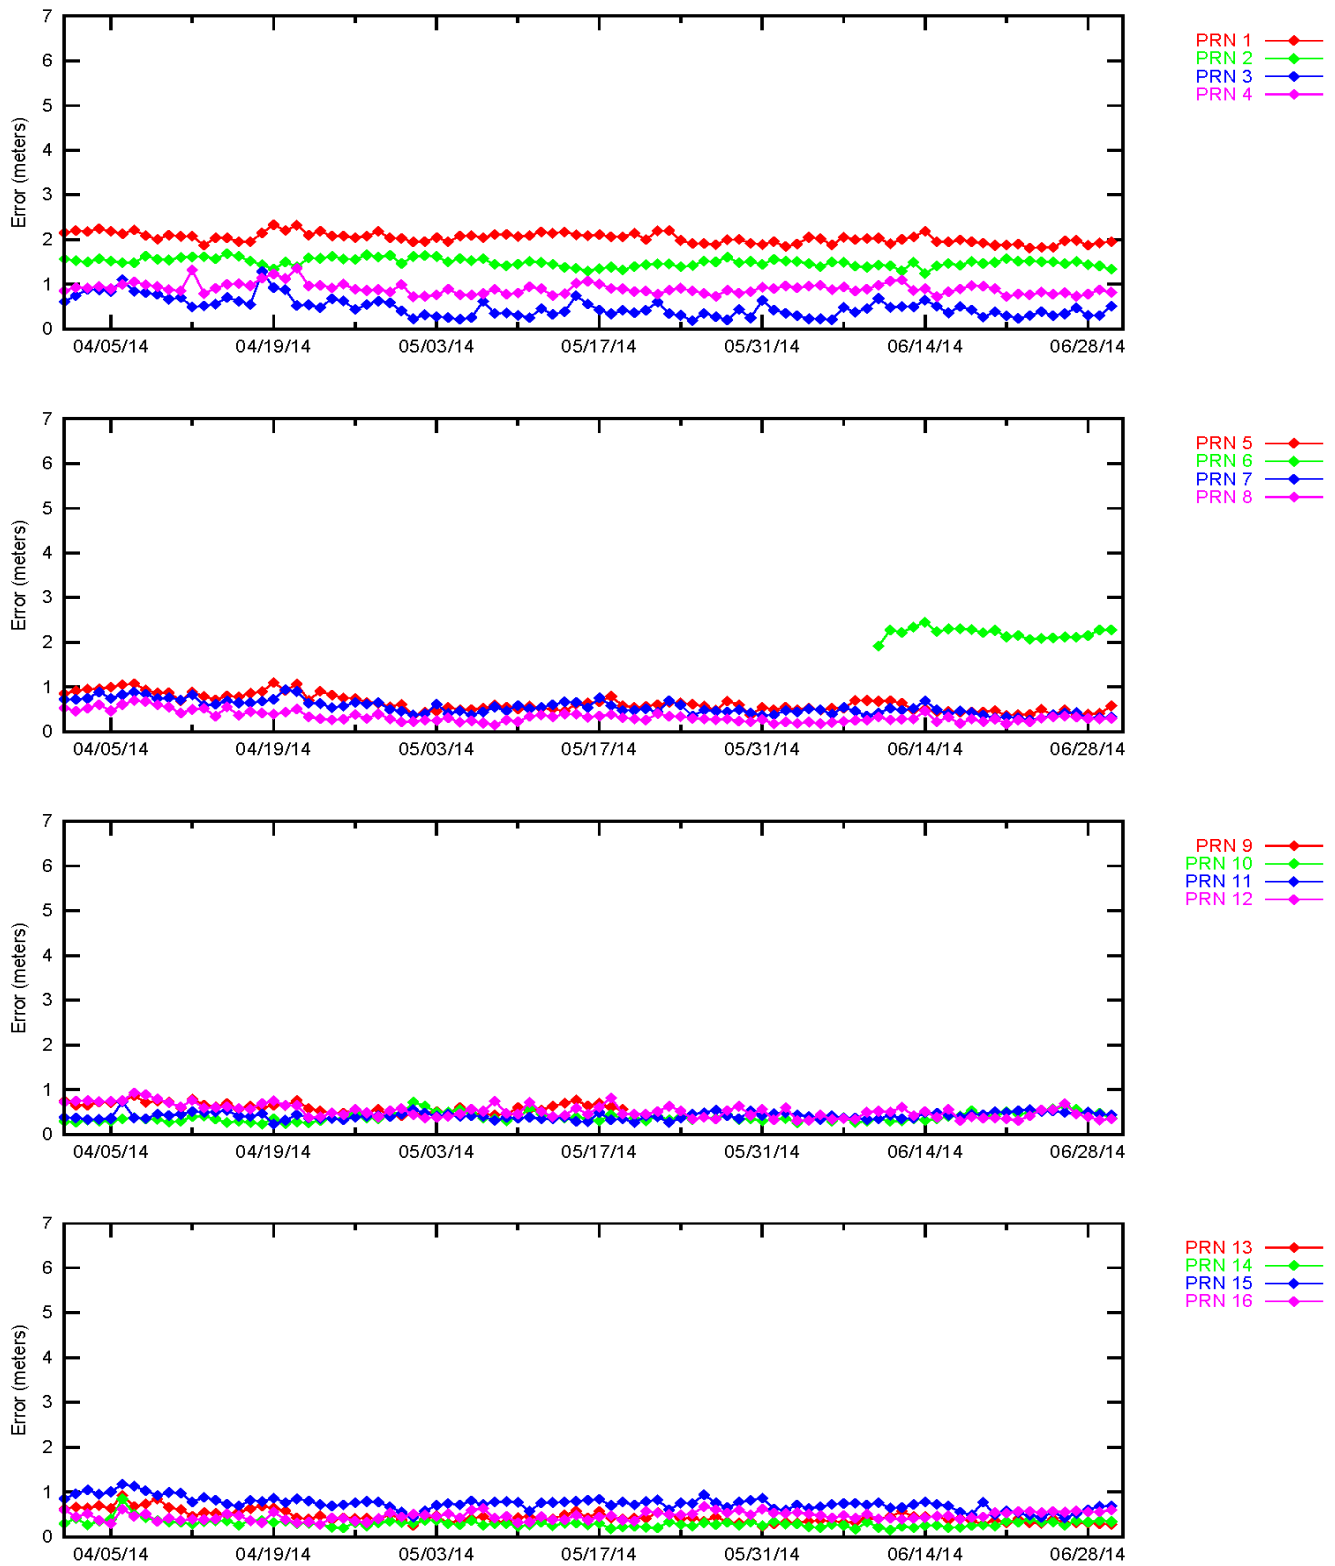 7
6
5
4
3
2
1
0
Error (meters)
04/05/14 04/19/14 05/03/14 05/17/14 05/31/14 06/14/14 06/28/14
PRN 1
PRN 2
PRN 3
PRN 4
7
6
5
4
3
2
1
0
Error (meters)
04/05/14 04/19/14 05/03/14 05/17/14 05/31/14 06/14/14 06/28/14
PRN 5
PRN 6
PRN 7
PRN 8
7
6
5
4
3
2
1
0
Error (meters)
04/05/14 04/19/14 05/03/14 05/17/14 05/31/14 06/14/14 06/28/14
PRN 9
PRN 10
PRN 11
PRN 12
7
6
5
4
3
2
1
0
Error (meters)
04/05/14 04/19/14 05/03/14 05/17/14 05/31/14 06/14/14 06/28/14
PRN 13
PRN 14
PRN 15
PRN 16